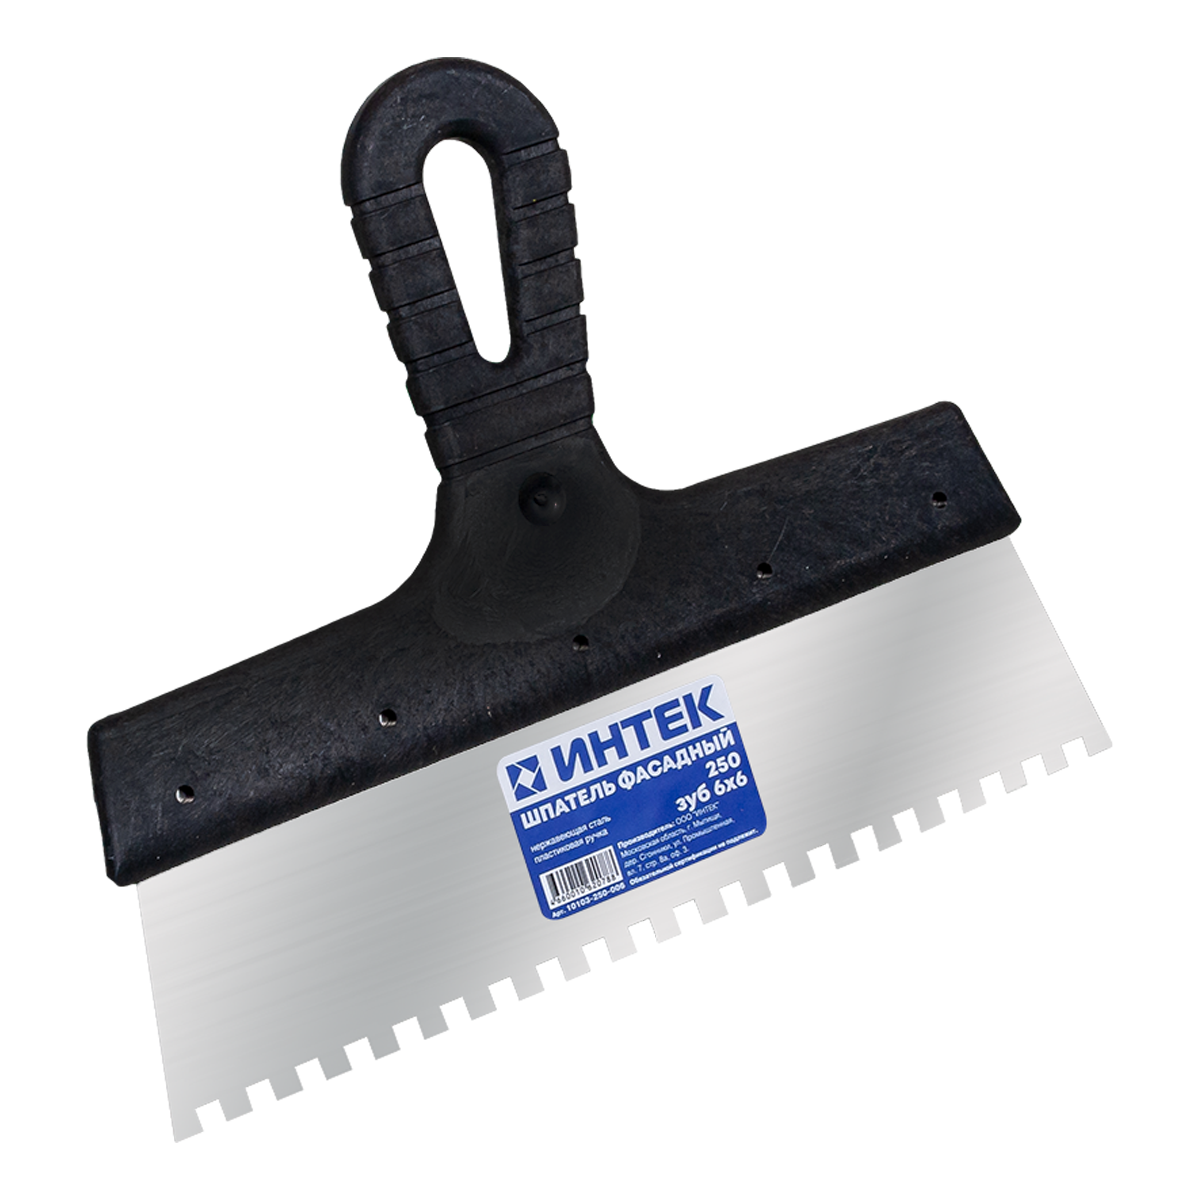 ИНТЕК
ШПАТЕЛЬ ФАСАДНЫЙ
250
зуб 6х6
нержавеющая сталь
пластиковая ручка
Производитель: ООО "ИНТЕК"
Московская область, г. Мытищи,
дер. Сгонники, ул. Промышленная,
вл. 7, стр. 8а, оф. 3.
Обязательной сертификации не подлежит.
Арт. 10103-250-006